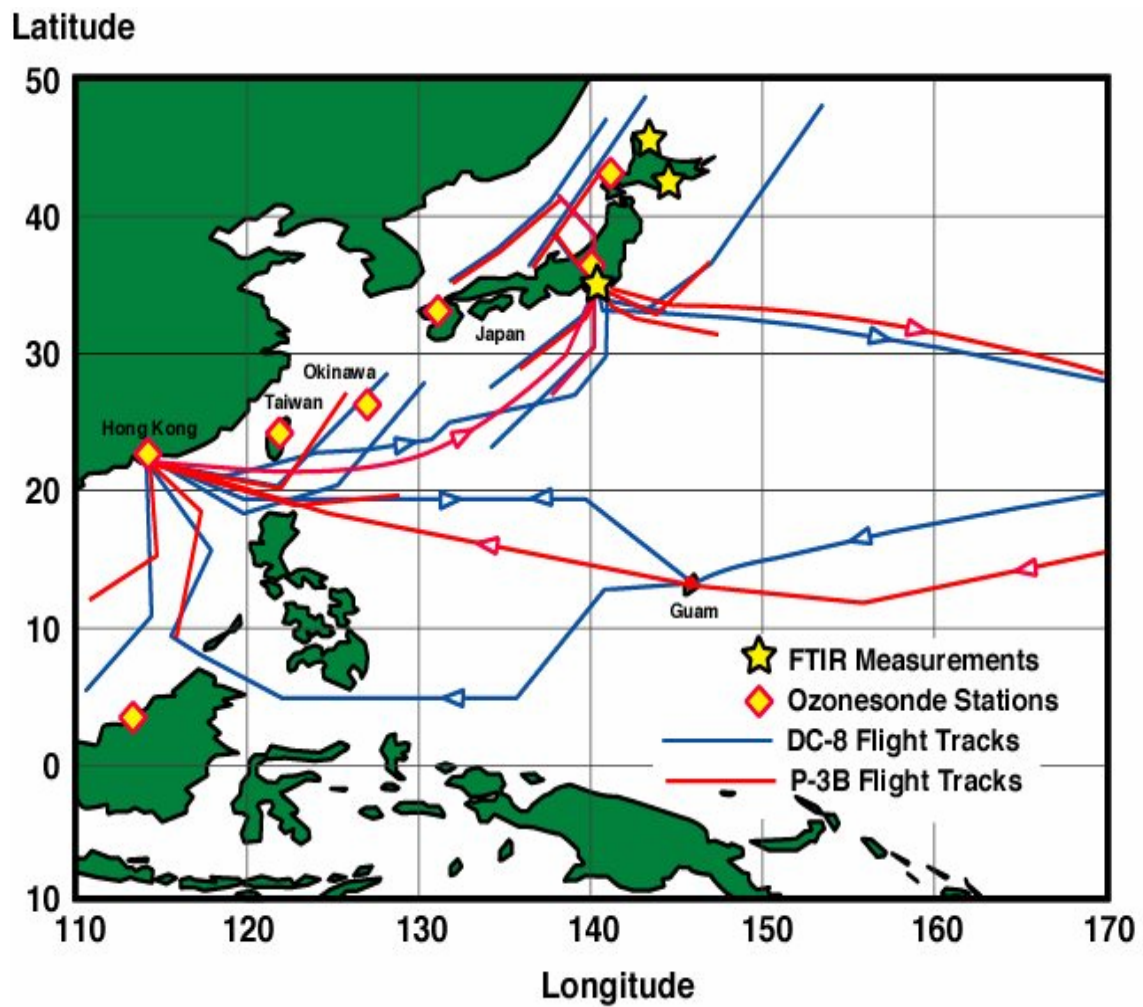 Latitude
50
40
30
20
10
0
10
110
120
130
140
150
160
170
Longitude
Japan
Okinawa
Taiwan
Hong Kong
Guam
FTIR Measurements
Ozonesonde Stations
DC-8 Flight Tracks
P-3B Flight Tracks